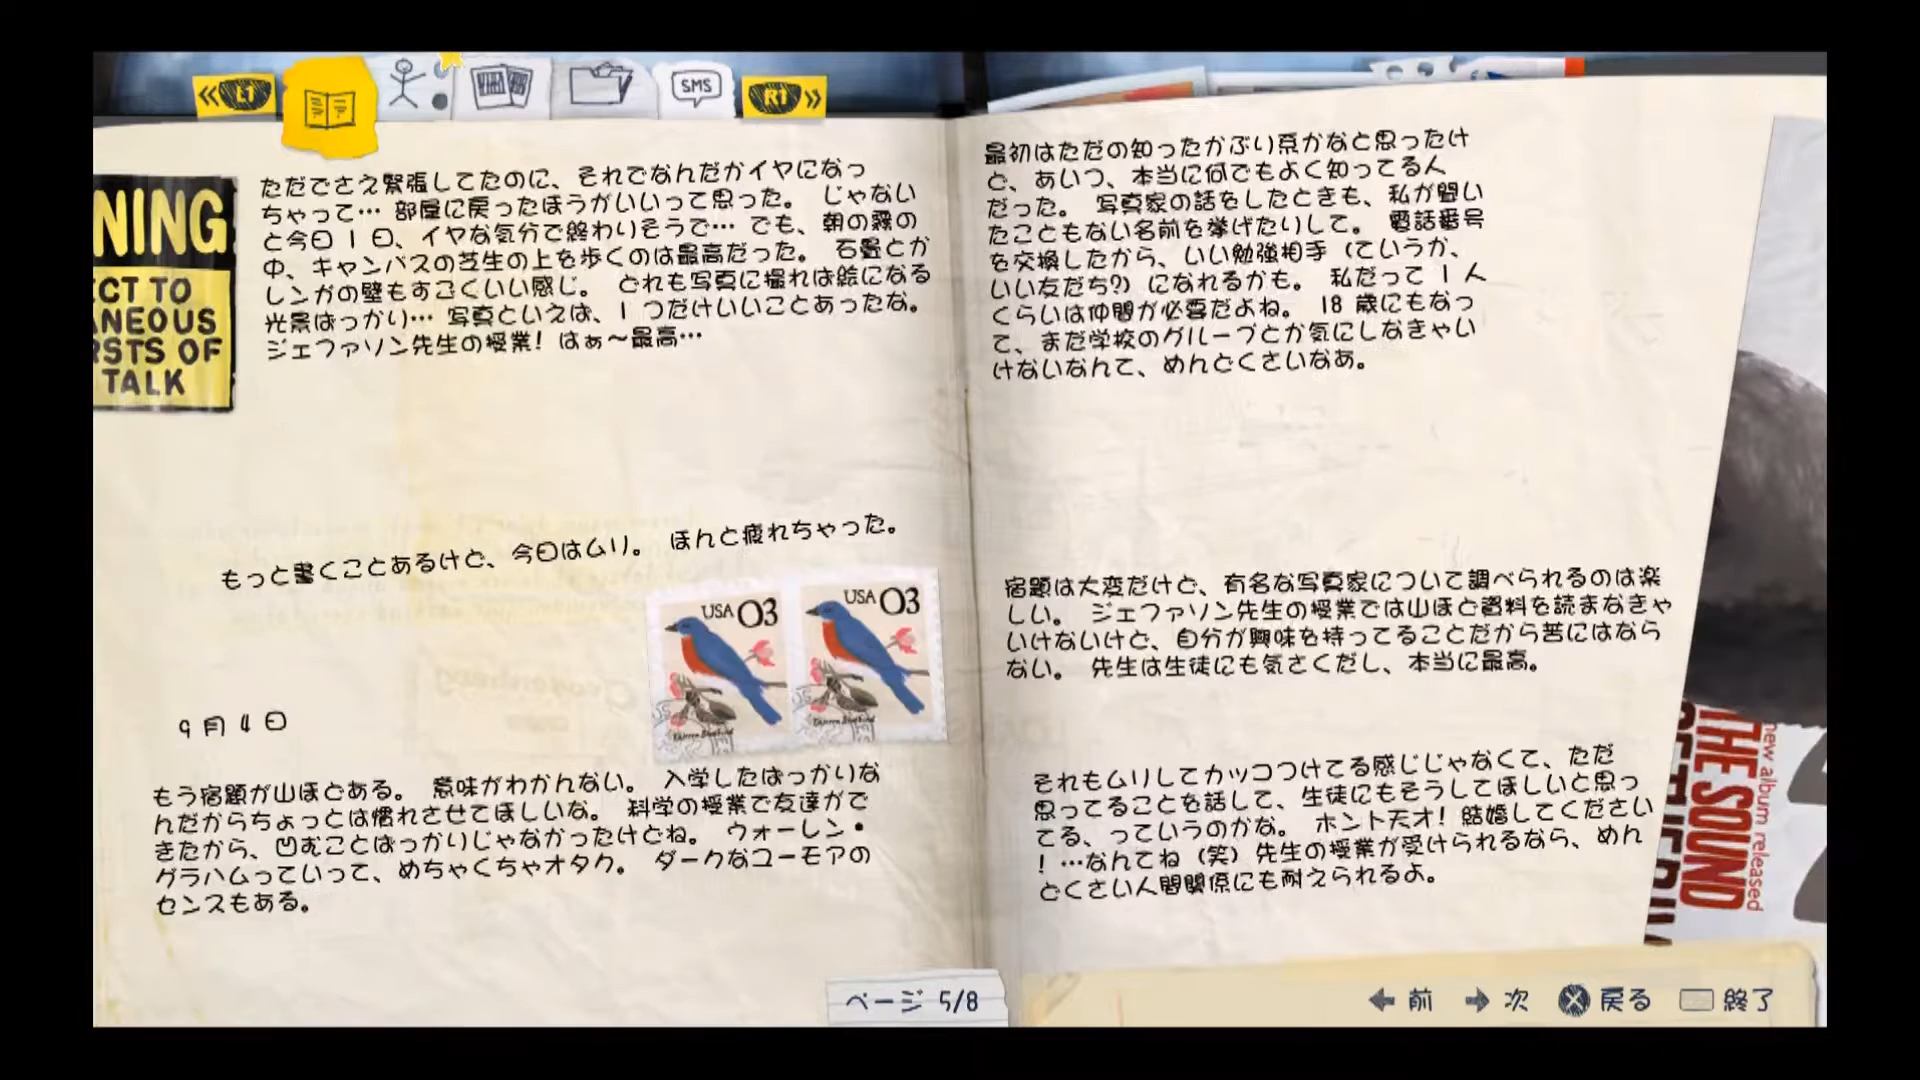 L1
SMS
R1
NING
ECT TO
ANEOUS
RSTS OF
TALK
ただでさえ緊張してたのに、それでなんだかイヤになっ
ちゃって… 部屋に戻ったほうがいいって思った。 じゃない
と今日1日、イヤな気分で終わりそうで… でも、朝の霧の
中、キャンパスの芝生の上を歩くのは最高だった。 石畳とか
レンガの壁もすごくいい感じ。 どれも写真に撮れば絵になる
光景ばっかり… 写真といえば、1つだけいいことあったな。
ジェファソン先生の授業! はぁ～最高…
もっと書くことあるけど、今日はムリ。 ほんと疲れちゃった。
USA 03
USA 03
Eastern Bluebird
Eastern Bluebird
9月4日
もう宿題が山ほどある。 意味がわかんない。 入学したばっかりな
んだからちょっとは慣れさせてほしいな。 科学の授業で友達がで
きたから、凹むことばっかりじゃなかったけどね。 ウォーレン・
グラハムっていって、めちゃくちゃオタク。 ダークなユーモアの
センスもある。
最初はただの知ったかぶり系かなと思ったけ
ど、あいつ、本当に何でもよく知ってる人
だった。 写真家の話をしたときも、私が聞い
たこともない名前を挙げたりして。 電話番号
を交換したから、いい勉強相手（ていうか、
いい友だち?）になれるかも。 私だって1人
くらいは仲間が必要だよね。 18歳にもなっ
て、まだ学校のグループとか気にしなきゃい
けないなんて、めんどくさいなあ。
宿題は大変だけど、有名な写真家について調べられるのは楽
しい。 ジェファソン先生の授業では山ほど資料を読まなきゃ
いけないけど、自分が興味を持ってることだから苦にはなら
ない。 先生は生徒にも気さくだし、本当に最高。
それもムリしてカッコつけてる感じじゃなくて、ただ
思ってることを話して、生徒にもそうしてほしいと思っ
てる、っていうのかな。 ホント天才! 結婚してください
! …なんてね（笑）先生の授業が受けられるなら、めん
どくさい人間関係にも耐えられるよ。
new album released
THE SOUND
ページ 5/8
前
次
戻る
終了